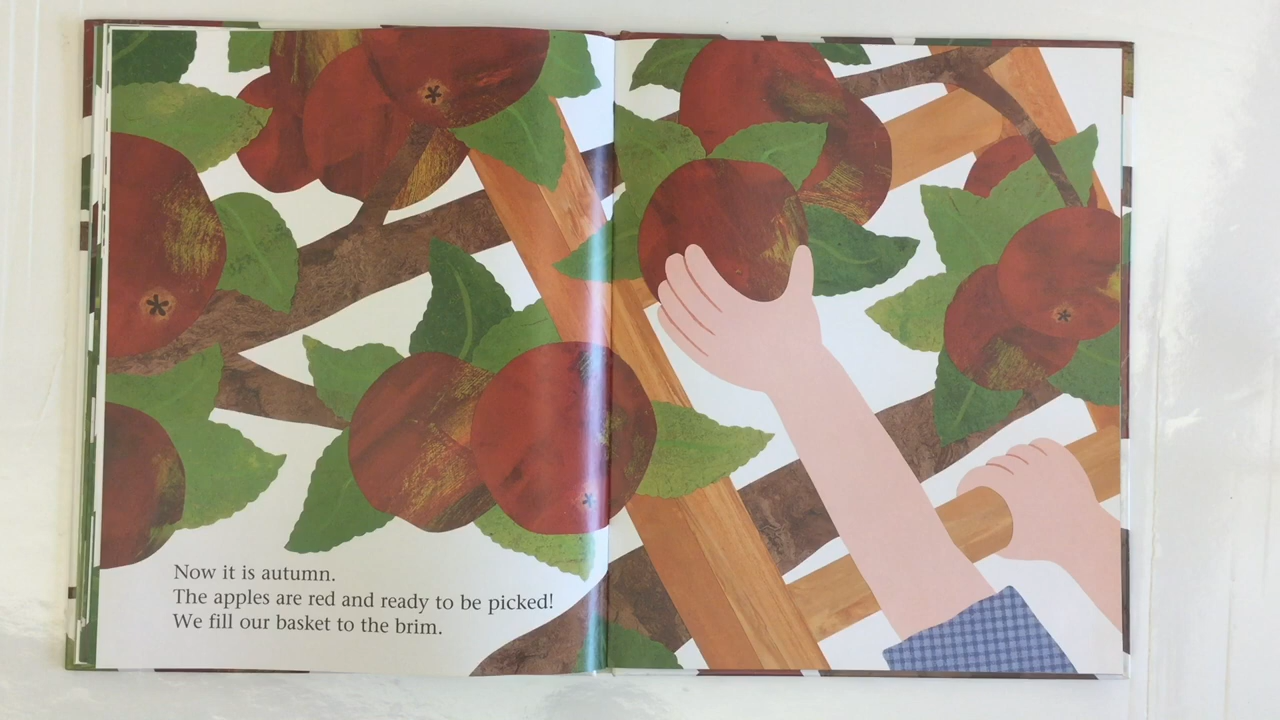 Now it is autumn.
The apples are red and ready to be picked!
We fill our basket to the brim.